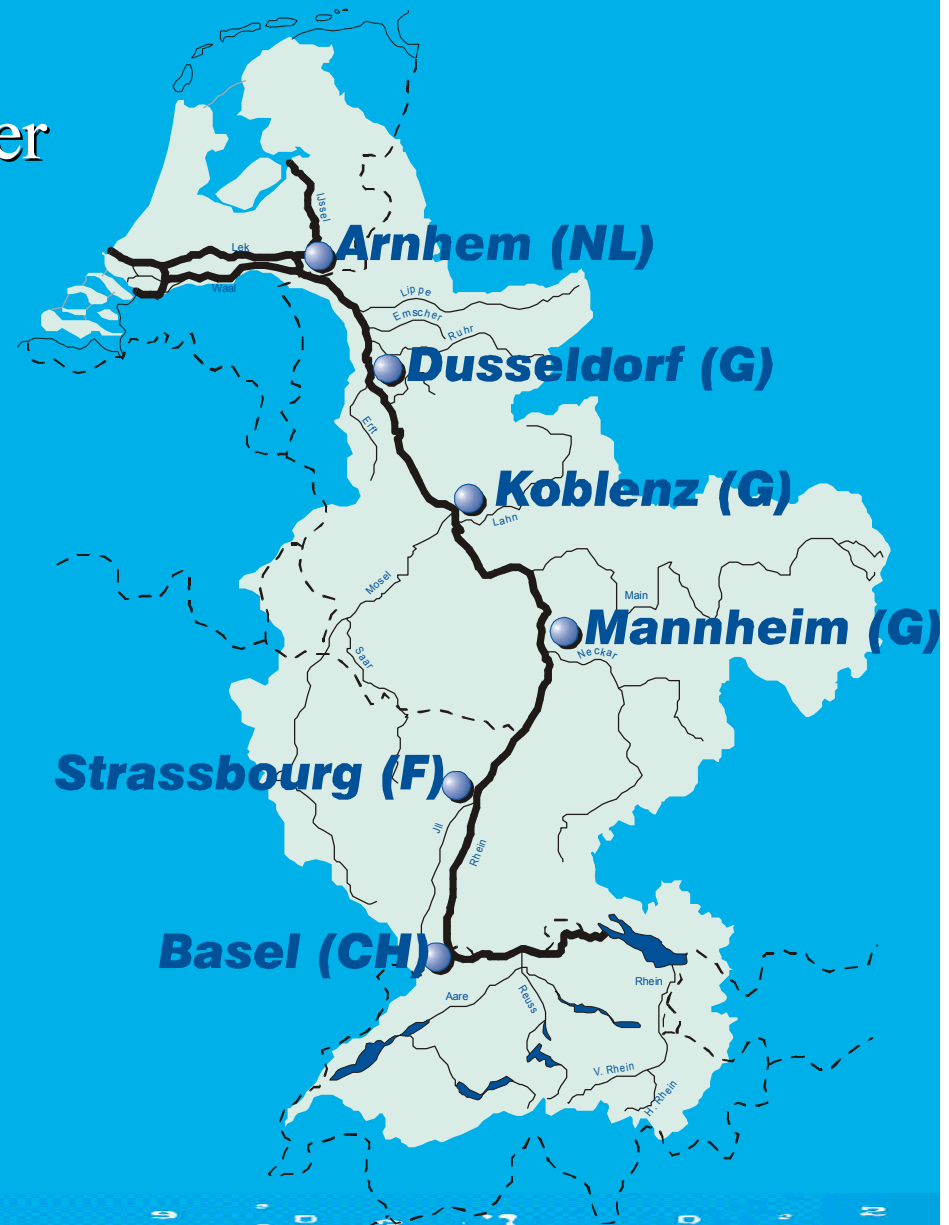 er
IJssel
Arnhem (NL)
Lek
Waal
Lippe
Emscher
Ruhr
Dusseldorf (G)
Erft
Koblenz (G)
Lahn
Mosel
Main
Mannheim (G)
Neckar
Saar
Strassbourg (F)
Jll
Rhein
Basel (CH)
Rhein
Aare
Reuss
V. Rhein
H. Rhein